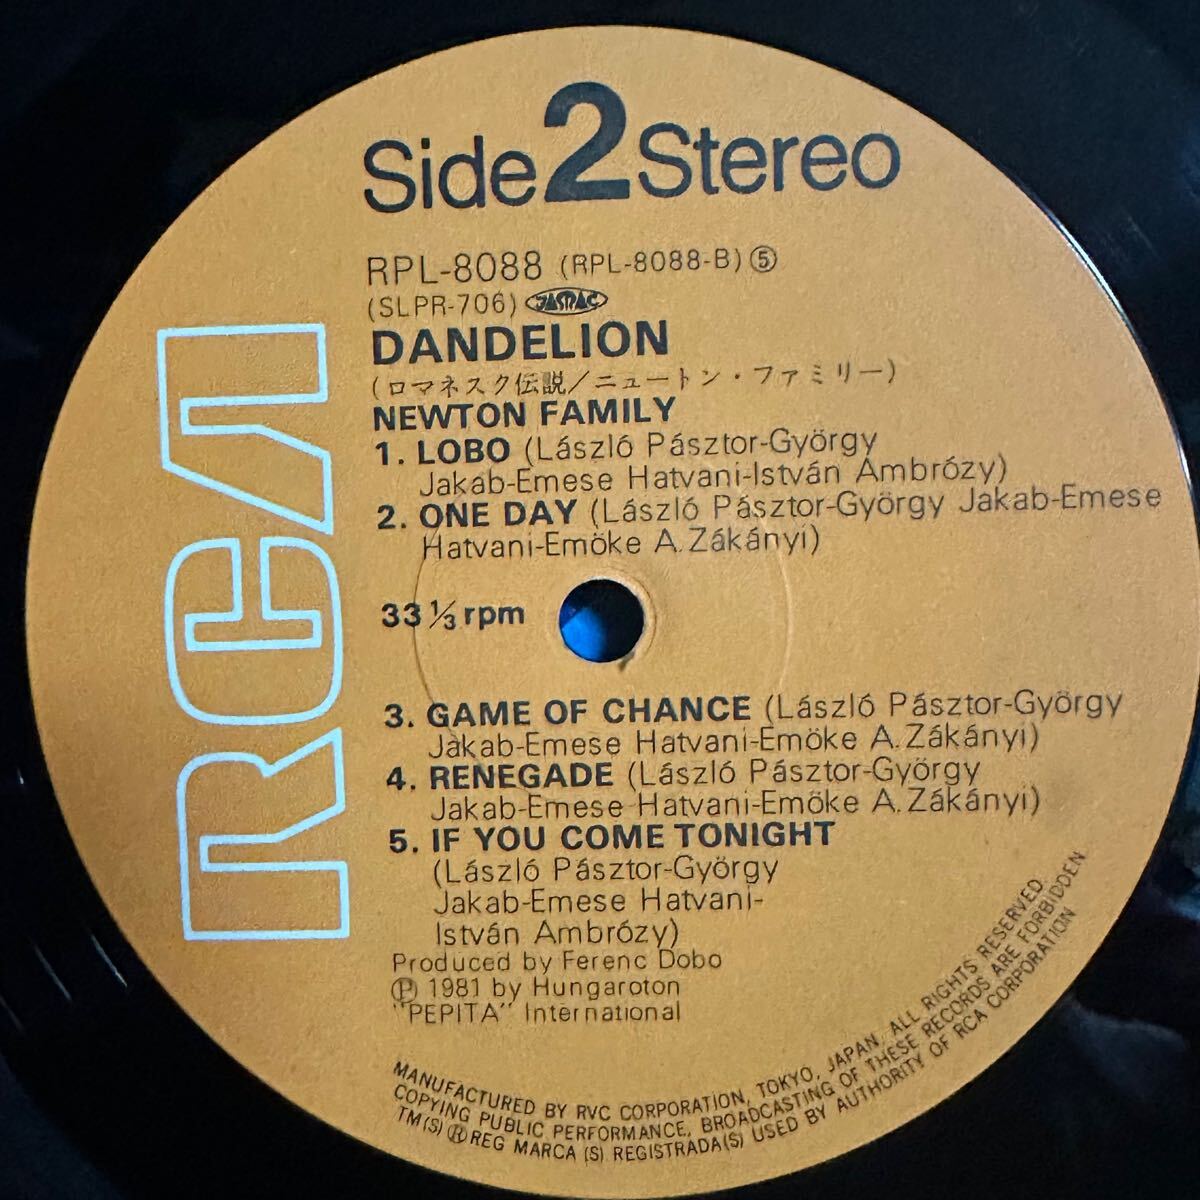 Side 2 Stereo
RPL-8088 (RPL-8088-B) ⑤
(SLPR-706) JASRAC
DANDELION
(ロマネスク伝説/ニュートン・ファミリー)
NEWTON FAMILY
1. LOBO (László Pásztor-György
Jakab-Emese Hatvani-István Ambrózy)
2. ONE DAY (László Pásztor-György Jakab-Emese
Hatvani-Emöke A. Zákányi)
33 1/3 rpm
3. GAME OF CHANCE (László Pásztor-György
Jakab-Emese Hatvani-Emöke A. Zákányi)
4. RENEGADE (László Pásztor-György
Jakab-Emese Hatvani-Emöke A. Zákányi)
5. IF YOU COME TONIGHT
(László Pásztor-György
Jakab-Emese Hatvani-
István Ambrózy)
Produced by Ferenc Dobo
Ⓟ 1981 by Hungaroton
"PEPITA" International
MANUFACTURED BY RVC CORPORATION, TOKYO, JAPAN, ALL RIGHTS RESERVED.
COPYING PUBLIC PERFORMANCE, BROADCASTING OF THESE RECORDS ARE FORBIDDEN
TM(S) ® REG MARCA (S) REGISTRADA(S) USED BY AUTHORITY OF RCA CORPORATION
RCA